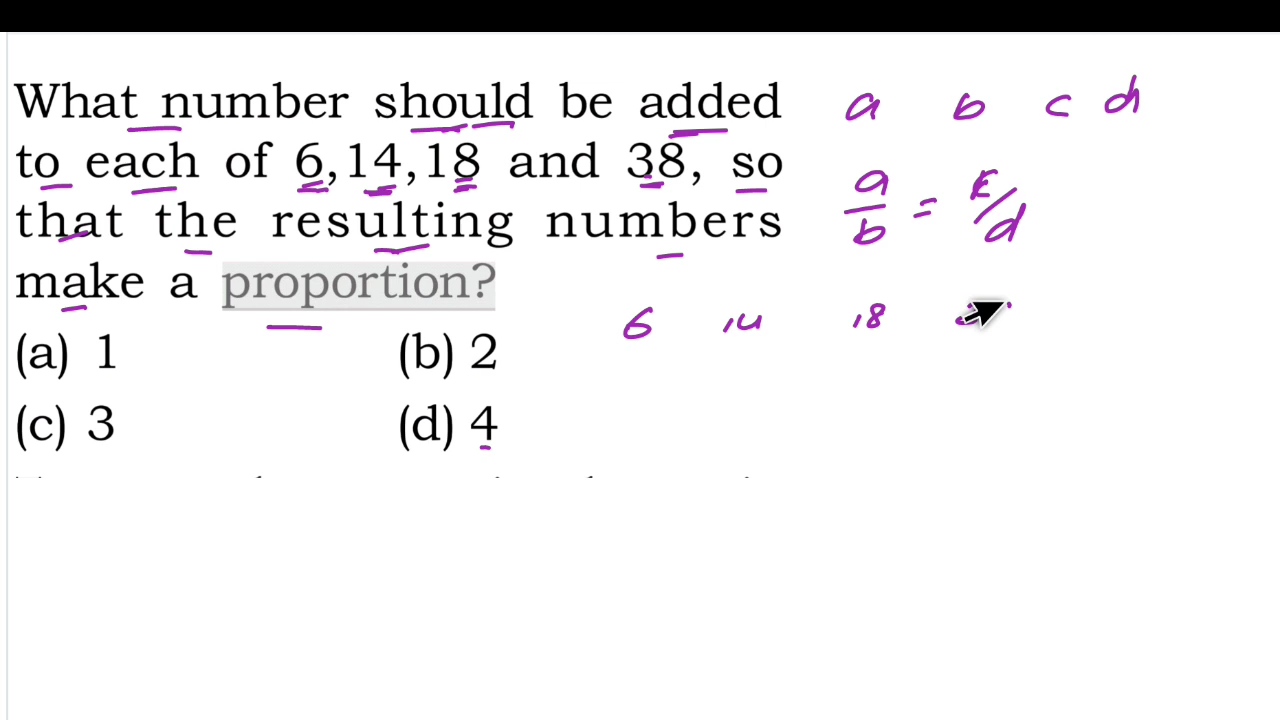 What number should be added
to each of 6,14,18 and 38, so
that the resulting numbers
make a proportion?
(a) 1 (b) 2
(c) 3 (d) 4
a b c d
a/b = c/d
6 14 18